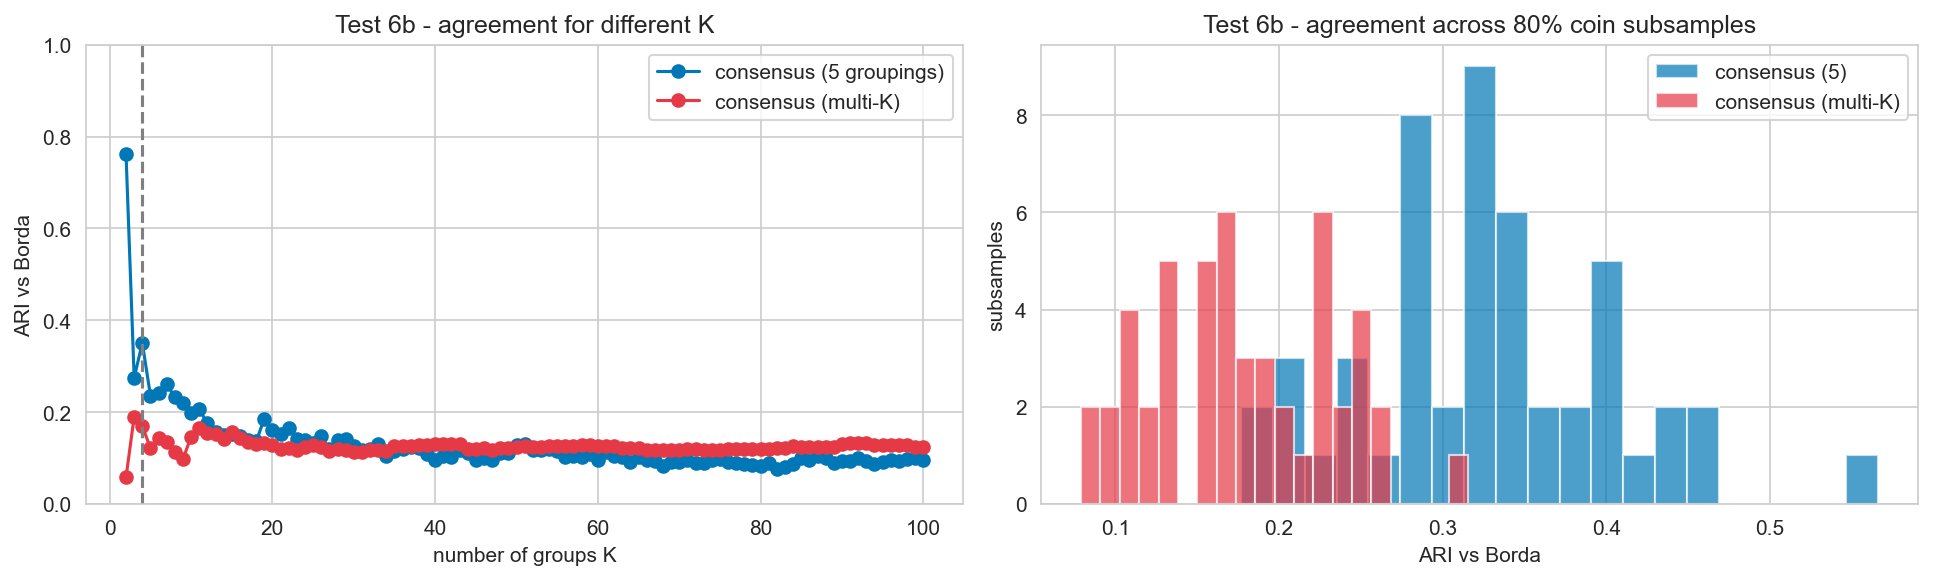 Test 6b - agreement for different K
1.0
0.8
0.6
0.4
0.2
0.0
ARI vs Borda
consensus (5 groupings)
consensus (multi-K)
0 20 40 60 80 100
number of groups K
Test 6b - agreement across 80% coin subsamples
8
6
4
2
0
subsamples
consensus (5)
consensus (multi-K)
0.1 0.2 0.3 0.4 0.5
ARI vs Borda